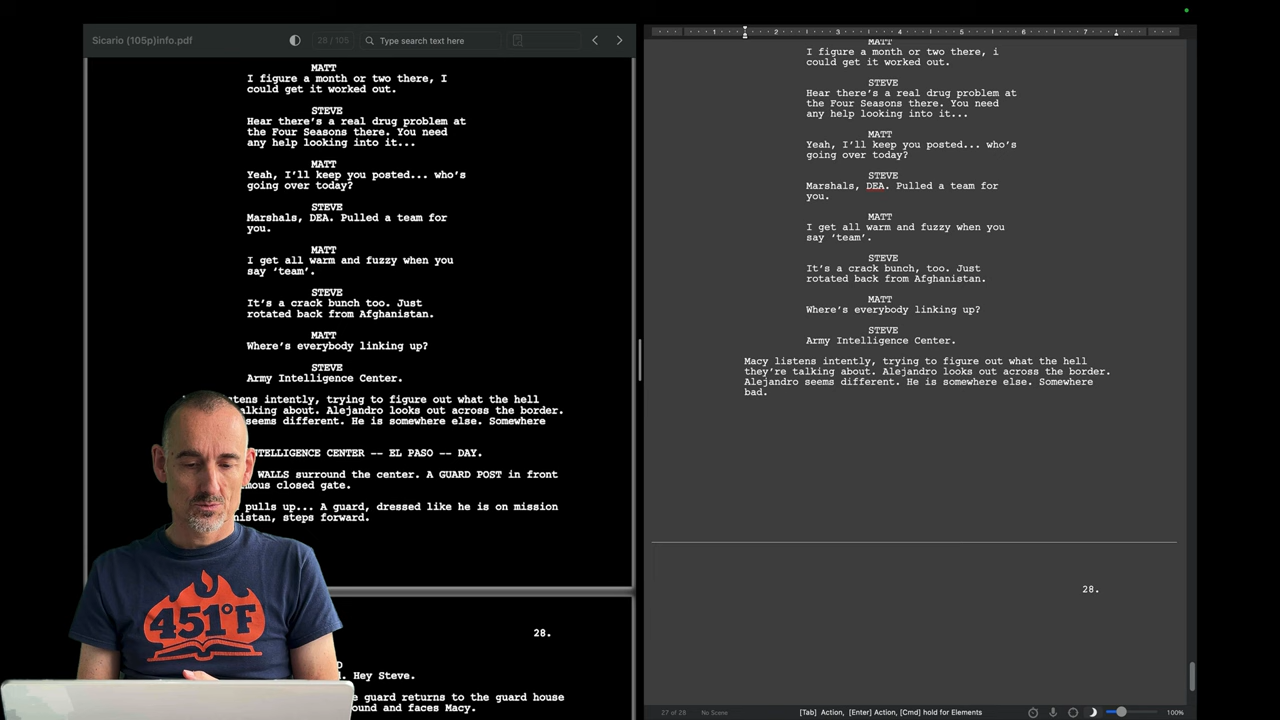 Sicario (105p)info.pdf
28 / 105
Type search text here
MATT
I figure a month or two there, I
could get it worked out.
STEVE
Hear there's a real drug problem at
the Four Seasons there. You need
any help looking into it...
MATT
Yeah, I'll keep you posted... who's
going over today?
STEVE
Marshals, DEA. Pulled a team for
you.
MATT
I get all warm and fuzzy when you
say ‘team’.
STEVE
It's a crack bunch too. Just
rotated back from Afghanistan.
MATT
Where's everybody linking up?
STEVE
Army Intelligence Center.
intently, trying to figure out what the hell
talking about. Alejandro looks out across the border.
seems different. He is somewhere else. Somewhere
CENTER -- EL PASO -- DAY.
WALLS surround the center. A GUARD POST in front
closed gate.
pulls up... A guard, dressed like he is on mission
steps forward.
28.
Hey Steve.
guard returns to the guard house
and faces Macy.
451°F
1 2 3 4 5 6 7
MATT
I figure a month or two there, i
could get it worked out.
STEVE
Hear there's a real drug problem at
the Four Seasons there. You need
any help looking into it...
MATT
Yeah, I'll keep you posted... who's
going over today?
STEVE
Marshals, DEA. Pulled a team for
you.
MATT
I get all warm and fuzzy when you
say ‘team’.
STEVE
It's a crack bunch, too. Just
rotated back from Afghanistan.
MATT
Where's everybody linking up?
STEVE
Army Intelligence Center.
Macy listens intently, trying to figure out what the hell
they're talking about. Alejandro looks out across the border.
Alejandro seems different. He is somewhere else. Somewhere
bad.
28.
27 of 28 No Scene [Tab] Action, [Enter] Action, [Cmd] hold for Elements 100%